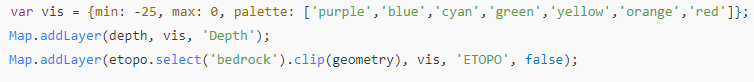 var vis = {min: -25, max: 0, palette: ['purple','blue','cyan','green','yellow','orange','red']};
Map.addLayer(depth, vis, 'Depth');
Map.addLayer(etopo.select('bedrock').clip(geometry), vis, 'ETOPO', false);